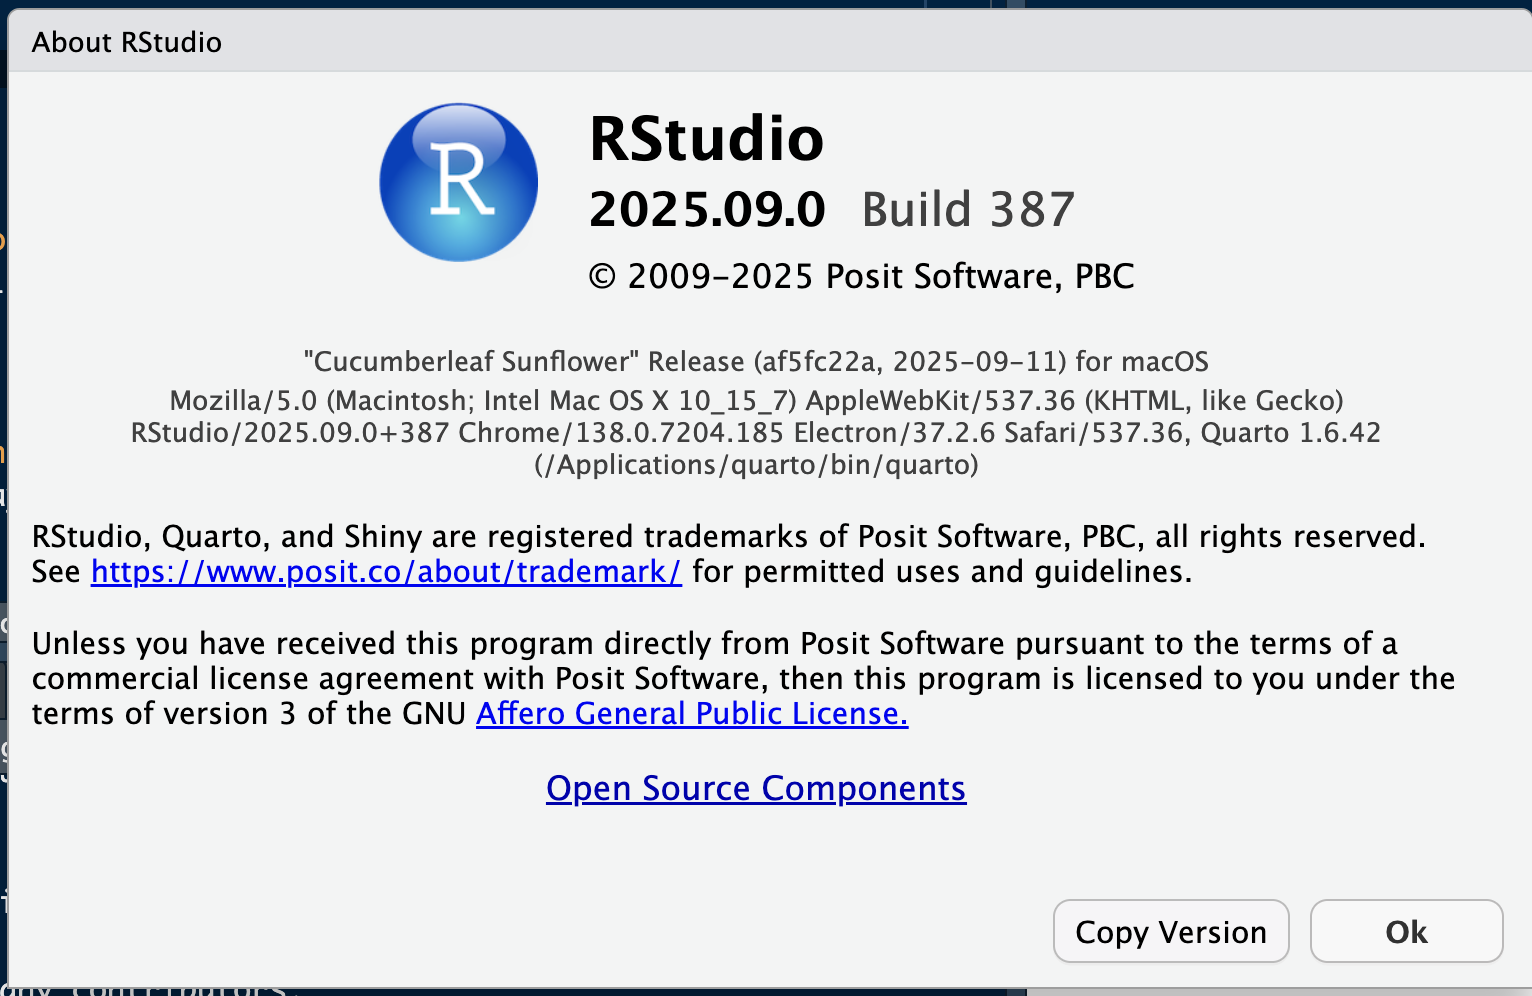 About RStudio
R
RStudio
2025.09.0 Build 387
© 2009-2025 Posit Software, PBC
"Cucumberleaf Sunflower" Release (af5fc22a, 2025-09-11) for macOS
Mozilla/5.0 (Macintosh; Intel Mac OS X 10_15_7) AppleWebKit/537.36 (KHTML, like Gecko)
RStudio/2025.09.0+387 Chrome/138.0.7204.185 Electron/37.2.6 Safari/537.36, Quarto 1.6.42
(/Applications/quarto/bin/quarto)
RStudio, Quarto, and Shiny are registered trademarks of Posit Software, PBC, all rights reserved.
See https://www.posit.co/about/trademark/ for permitted uses and guidelines.
Unless you have received this program directly from Posit Software pursuant to the terms of a
commercial license agreement with Posit Software, then this program is licensed to you under the
terms of version 3 of the GNU Affero General Public License.
Open Source Components
Copy Version Ok
contributors.